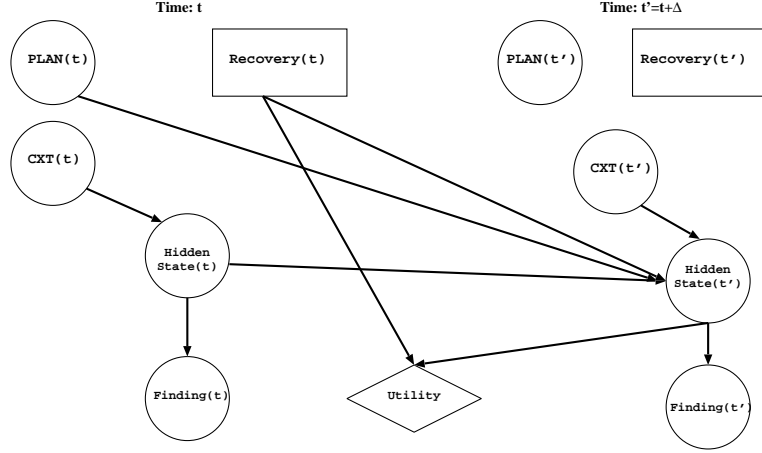 Time: t
Time: t'=t+Δ
PLAN(t)
Recovery(t)
PLAN(t')
Recovery(t')
CXT(t)
CXT(t')
Hidden
State(t)
Hidden
State(t')
Finding(t)
Utility
Finding(t')